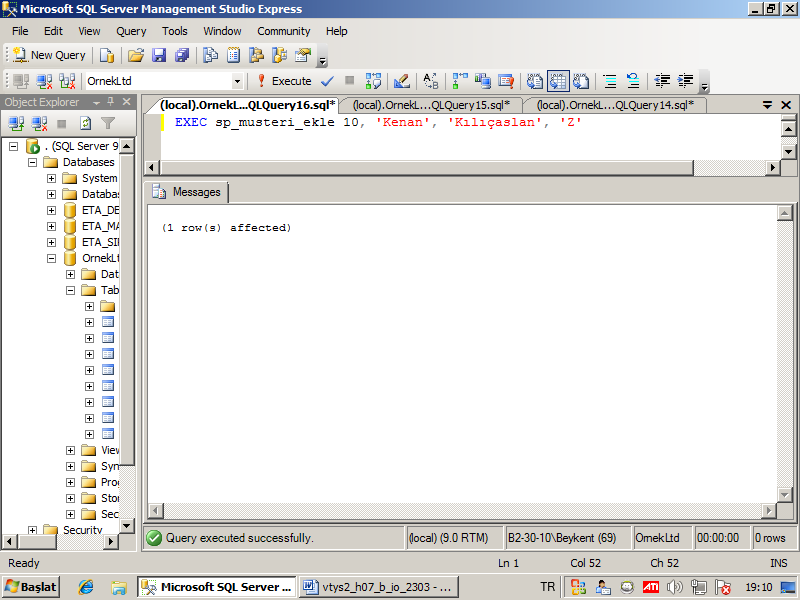 Microsoft SQL Server Management Studio Express
File Edit View Query Tools Window Community Help
New Query
OrnekLtd Execute
Object Explorer
(local).OrnekL...QLQuery16.sql* (local).OrnekL...QLQuery15.sql* (local).OrnekL...QLQuery14.sql*
EXEC sp_musteri_ekle 10, 'Kenan', 'Kılıçaslan', 'Z'
. (SQL Server 9
Databases
System
Databas
ETA_DE
ETA_MA
ETA_SI
OrnekLt
Dat
Tab
View
Syn
Prog
Stor
Sec
Security
Messages
(1 row(s) affected)
Query executed successfully. (local) (9.0 RTM) B2-30-10\Beykent (69) OrnekLtd 00:00:00 0 rows
Ready Ln 1 Col 52 Ch 52 INS
Başlat Microsoft SQL Server ... vtys2_h07_b_io_2303 - ... TR ATI 19:10